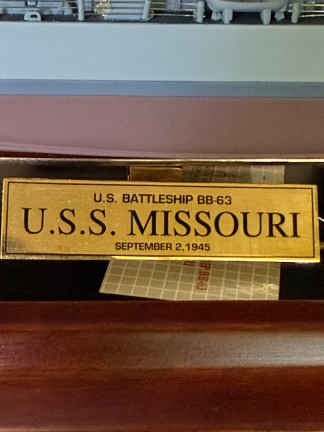 U.S. BATTLESHIP BB-63
U.S.S. MISSOURI
SEPTEMBER 2,1945